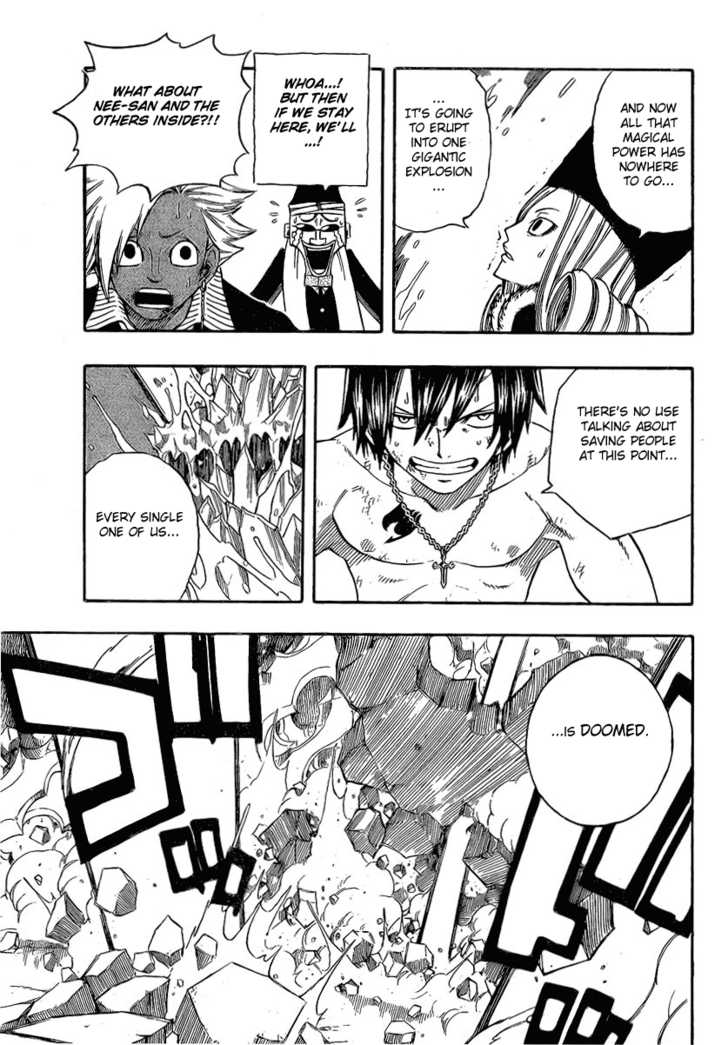 AND NOW
ALL THAT
MAGICAL
POWER HAS
NOWHERE
TO GO...
...
IT'S GOING
TO ERUPT
INTO ONE
GIGANTIC
EXPLOSION
...
WHOA...!
BUT THEN
IF WE STAY
HERE, WE'LL
...!
WHAT ABOUT
NEE-SAN AND THE
OTHERS INSIDE?!!
THERE'S NO USE
TALKING ABOUT
SAVING PEOPLE
AT THIS POINT...
EVERY SINGLE
ONE OF US...
...IS DOOMED.